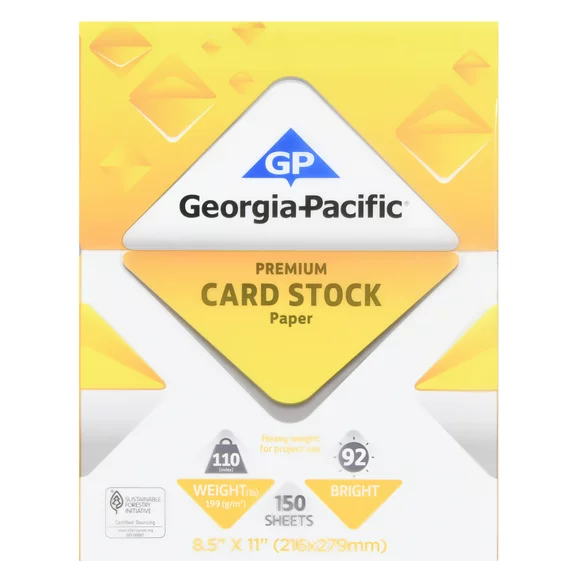 GP
Georgia-Pacific®
PREMIUM
CARD STOCK
Paper
Heavy weight
for project use
110
(index)
92
WEIGHT(lb)
199 (g/m²)
150
SHEETS
BRIGHT
SUSTAINABLE
FORESTRY
INITIATIVE
Certified Sourcing
8.5" X 11" (216x279mm)